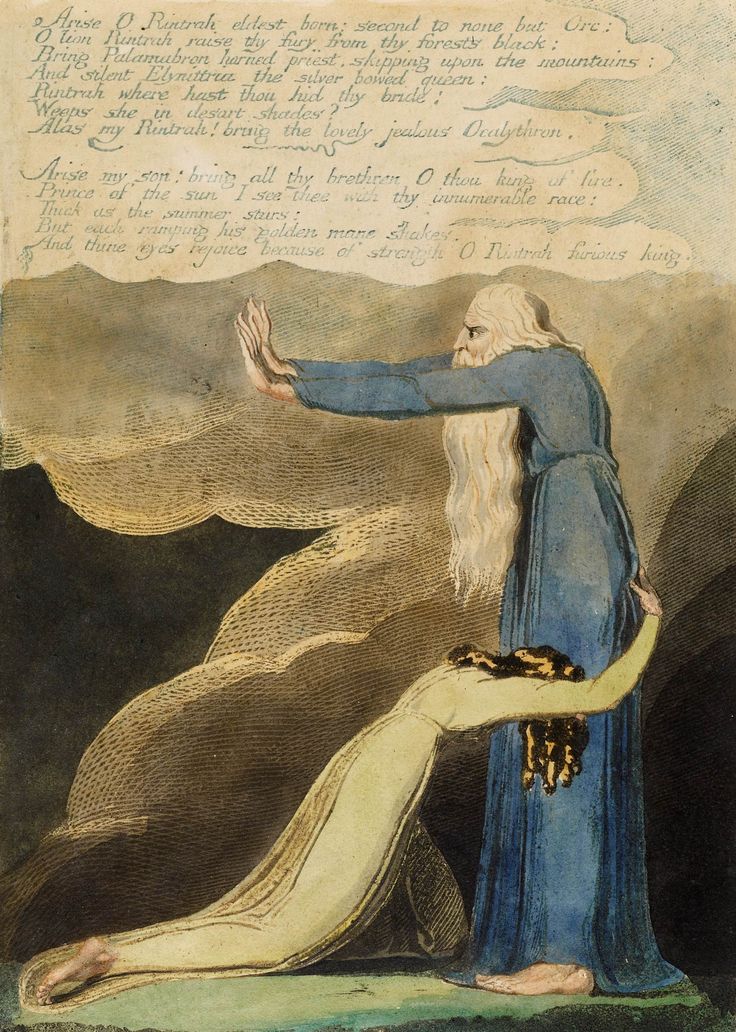 Arise O Rintrah eldest born: second to none but Orc:
O lion Rintrah raise thy fury from thy forests black:
Bring Palamabron horned priest, skipping upon the mountains:
And silent Elynittria the silver bowed queen:
Rintrah where hast thou hid thy bride!
Weeps she in desart shades?
Alas my Rintrah! bring the lovely jealous Ocalythron.
Arise my son: bring all thy brethren O thou king of fire.
Prince of the sun I see thee with thy innumerable race:
Thick as the summer stars:
But each ramping his golden mane shakes,
And thine eyes rejoice because of strength O Rintrah furious king.